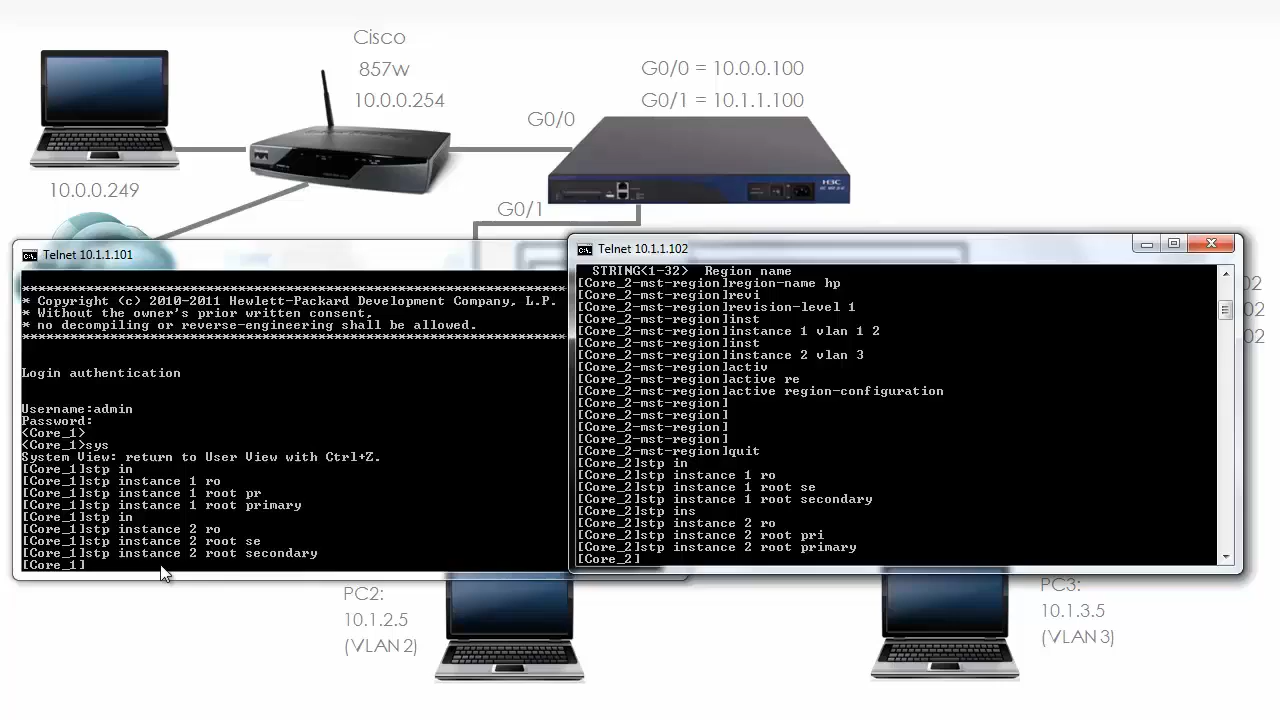 Cisco
857w
10.0.0.254
G0/0 = 10.0.0.100
G0/1 = 10.1.1.100
G0/0
10.0.0.249
H3C
G0/1
Telnet 10.1.1.101
* Copyright (c) 2010-2011 Hewlett-Packard Development Company, L.P.
* Without the owner's prior written consent,
* no decompiling or reverse-engineering shall be allowed.
Login authentication
Username:admin
Password:
<Core_1>
<Core_1>sys
System View: return to User View with Ctrl+Z.
[Core_1]stp in
[Core_1]stp instance 1 ro
[Core_1]stp instance 1 root pr
[Core_1]stp instance 1 root primary
[Core_1]stp in
[Core_1]stp instance 2 ro
[Core_1]stp instance 2 root se
[Core_1]stp instance 2 root secondary
[Core_1]
Telnet 10.1.1.102
STRING<1-32>  Region name
[Core_2-mst-region]region-name hp
[Core_2-mst-region]revi
[Core_2-mst-region]revision-level 1
[Core_2-mst-region]inst
[Core_2-mst-region]instance 1 vlan 1 2
[Core_2-mst-region]inst
[Core_2-mst-region]instance 2 vlan 3
[Core_2-mst-region]activ
[Core_2-mst-region]active re
[Core_2-mst-region]active region-configuration
[Core_2-mst-region]
[Core_2-mst-region]
[Core_2-mst-region]
[Core_2-mst-region]
[Core_2-mst-region]quit
[Core_2]stp in
[Core_2]stp instance 1 ro
[Core_2]stp instance 1 root se
[Core_2]stp instance 1 root secondary
[Core_2]stp ins
[Core_2]stp instance 2 ro
[Core_2]stp instance 2 root pri
[Core_2]stp instance 2 root primary
[Core_2]
02
02
02
PC2:
10.1.2.5
(VLAN 2)
PC3:
10.1.3.5
(VLAN 3)